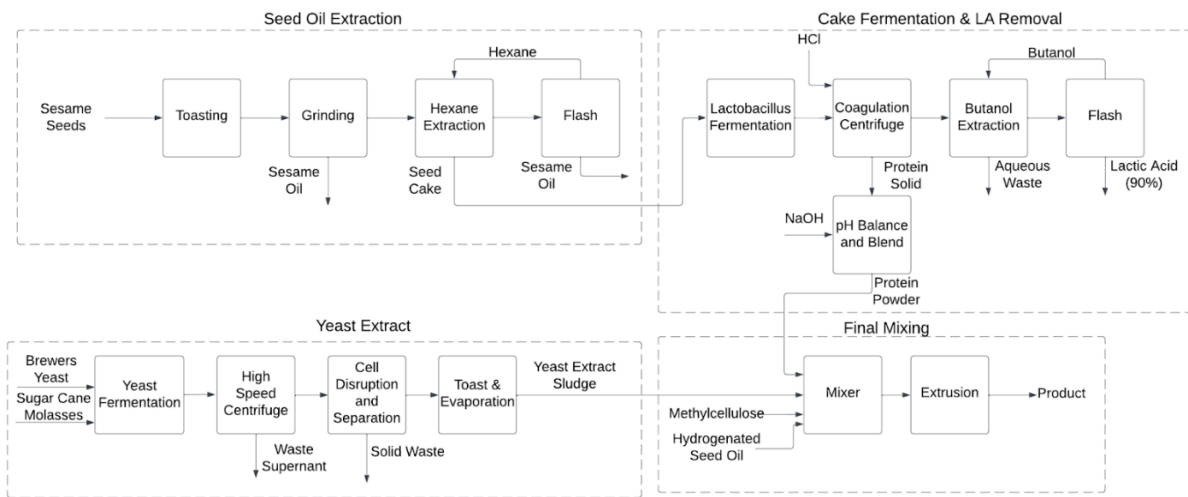 Seed Oil Extraction
Hexane
Sesame
Seeds
Toasting
Grinding
Hexane
Extraction
Flash
Sesame
Oil
Seed
Cake
Sesame
Oil
Cake Fermentation & LA Removal
HCl
Butanol
Lactobacillus
Fermentation
Coagulation
Centrifuge
Butanol
Extraction
Flash
Protein
Solid
Aqueous
Waste
Lactic Acid
(90%)
NaOH
pH Balance
and Blend
Protein
Powder
Yeast Extract
Brewers
Yeast
Sugar Cane
Molasses
Yeast
Fermentation
High
Speed
Centrifuge
Cell
Disruption
and
Separation
Toast &
Evaporation
Yeast Extract
Sludge
Waste
Supernant
Solid Waste
Final Mixing
Mixer
Extrusion
Product
Methylcellulose
Hydrogenated
Seed Oil